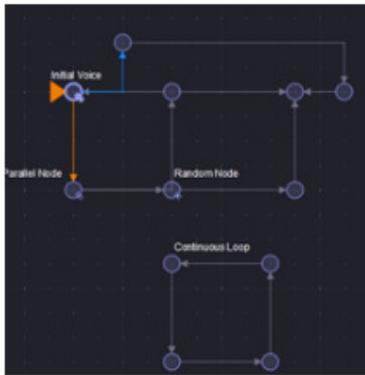 Initial Voice
Parallel Node
Random Node
Continuous Loop